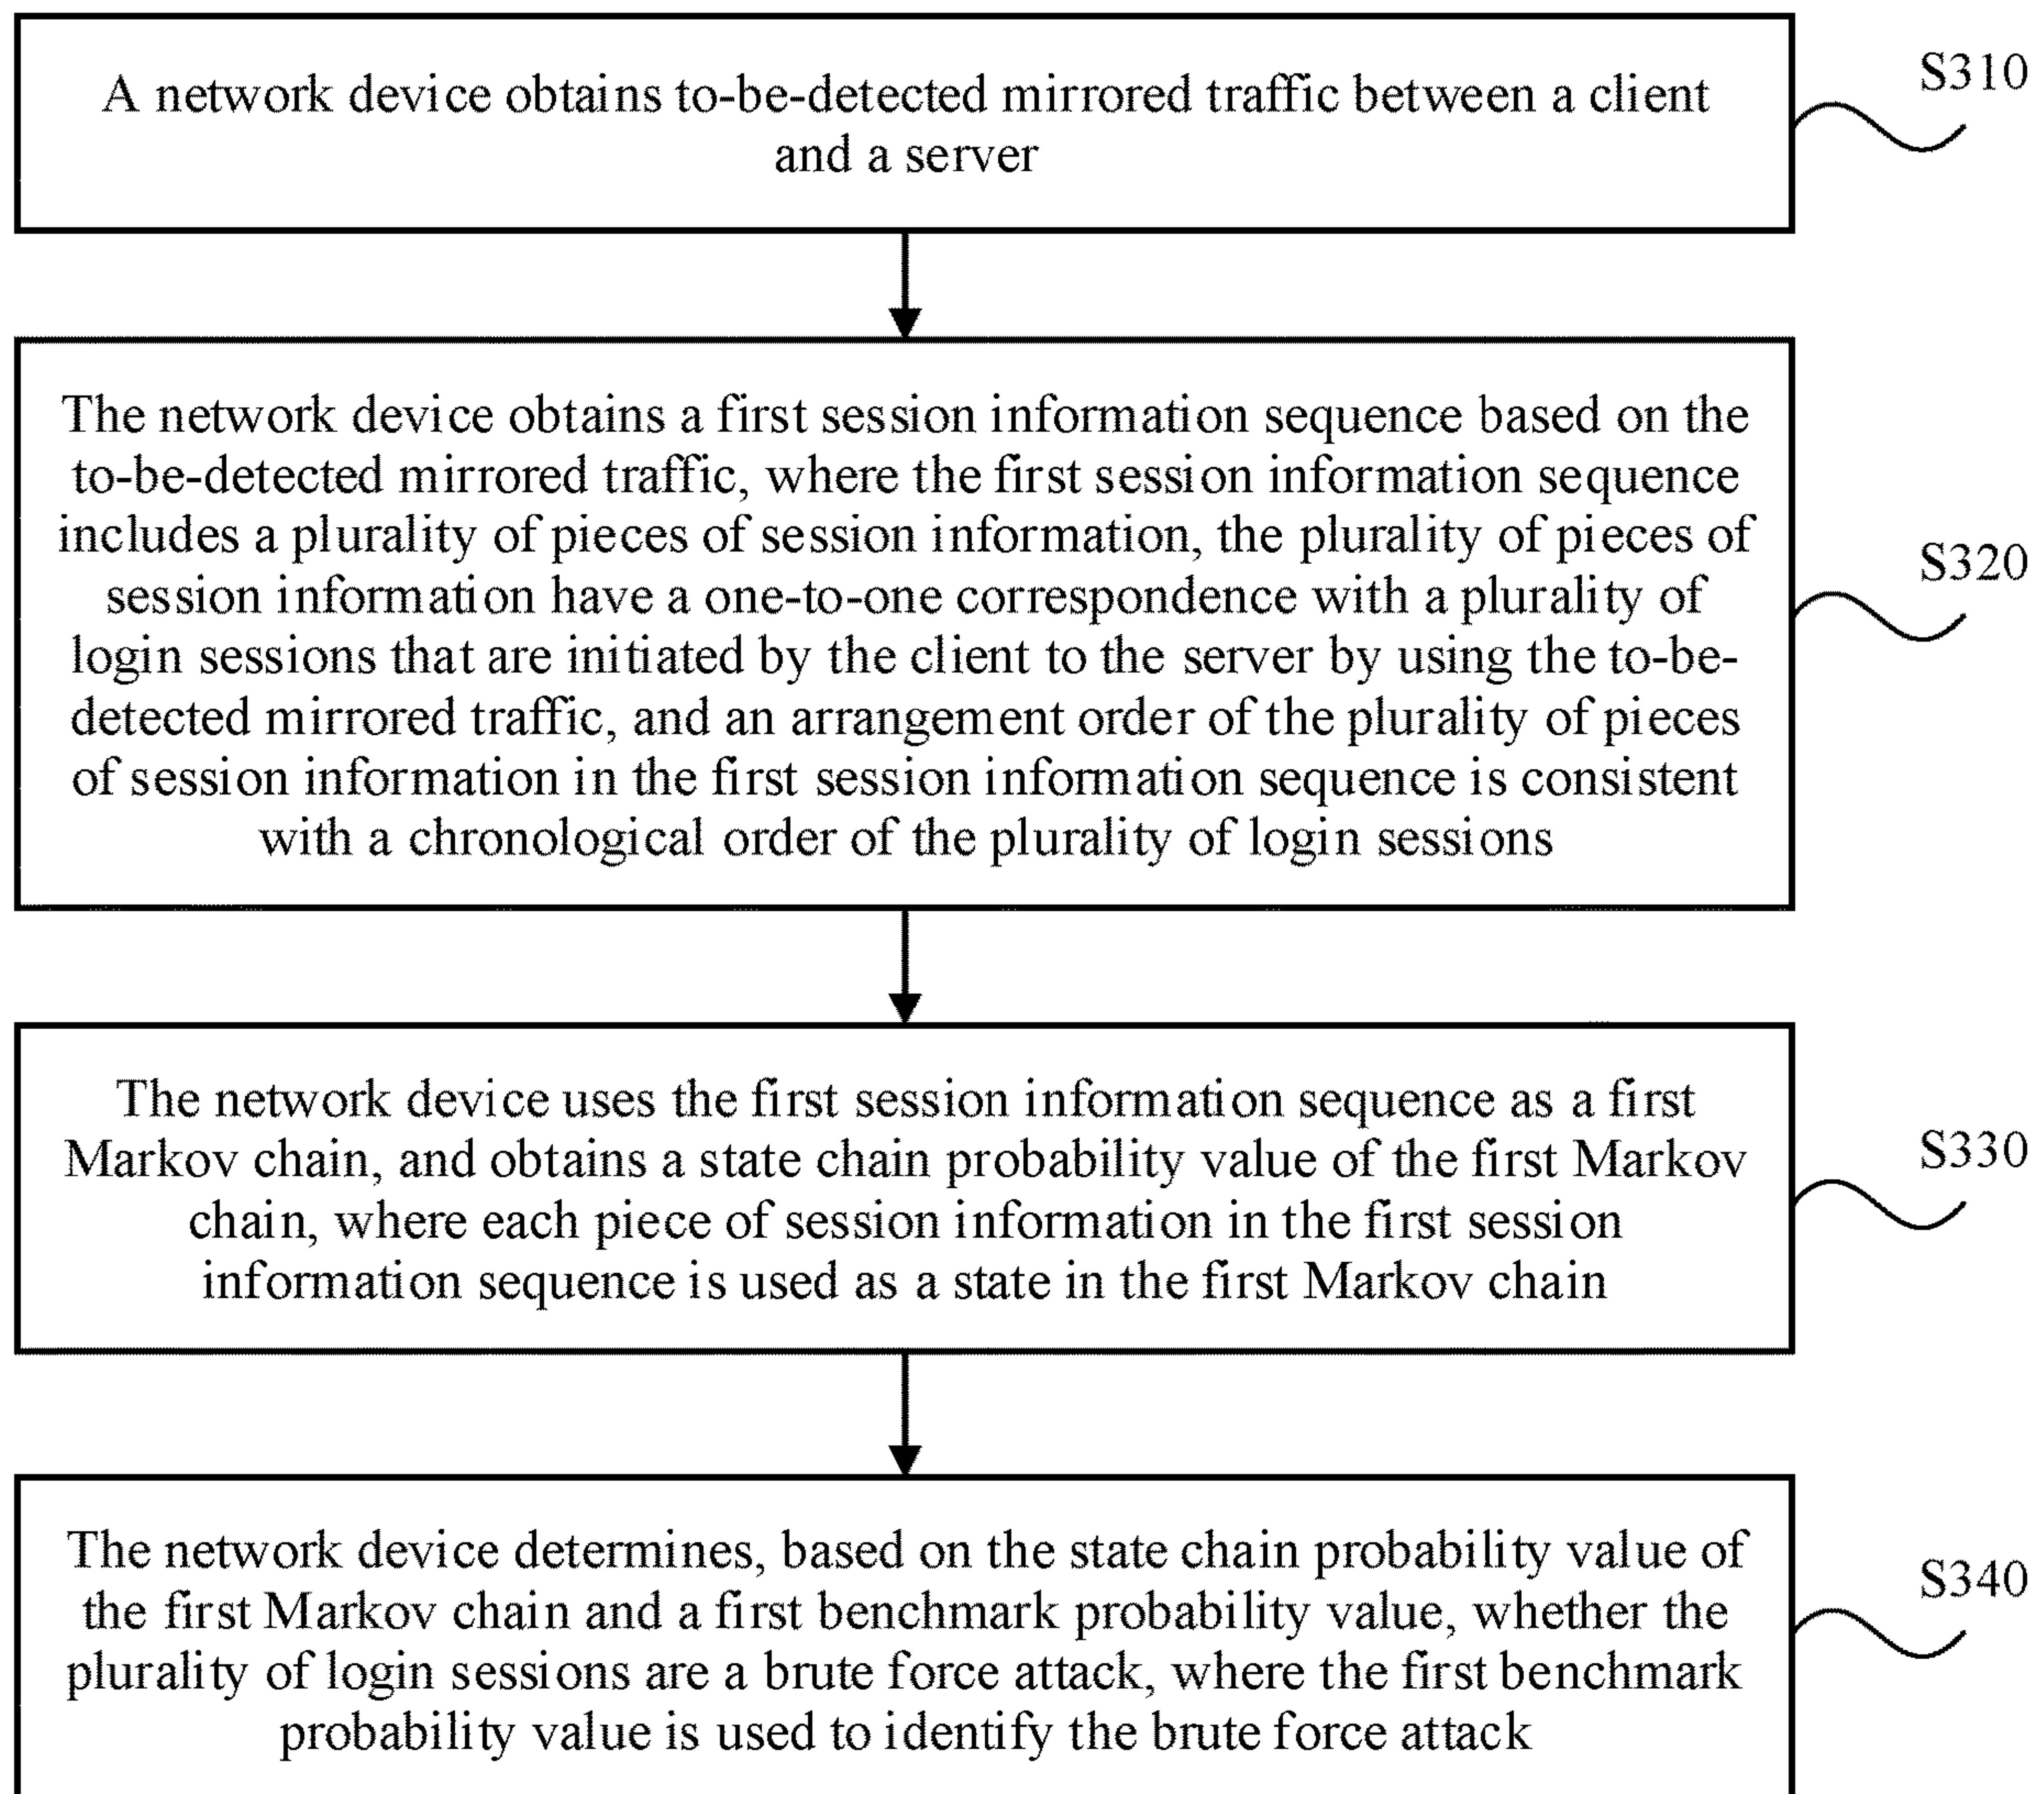 A network device obtains to-be-detected mirrored traffic between a client
and a server
S310
The network device obtains a first session information sequence based on the
to-be-detected mirrored traffic, where the first session information sequence
includes a plurality of pieces of session information, the plurality of pieces of
session information have a one-to-one correspondence with a plurality of
login sessions that are initiated by the client to the server by using the to-be-
detected mirrored traffic, and an arrangement order of the plurality of pieces
of session information in the first session information sequence is consistent
with a chronological order of the plurality of login sessions
S320
The network device uses the first session information sequence as a first
Markov chain, and obtains a state chain probability value of the first Markov
chain, where each piece of session information in the first session
information sequence is used as a state in the first Markov chain
S330
The network device determines, based on the state chain probability value of
the first Markov chain and a first benchmark probability value, whether the
plurality of login sessions are a brute force attack, where the first benchmark
probability value is used to identify the brute force attack
S340